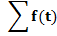 ∑ f(t)